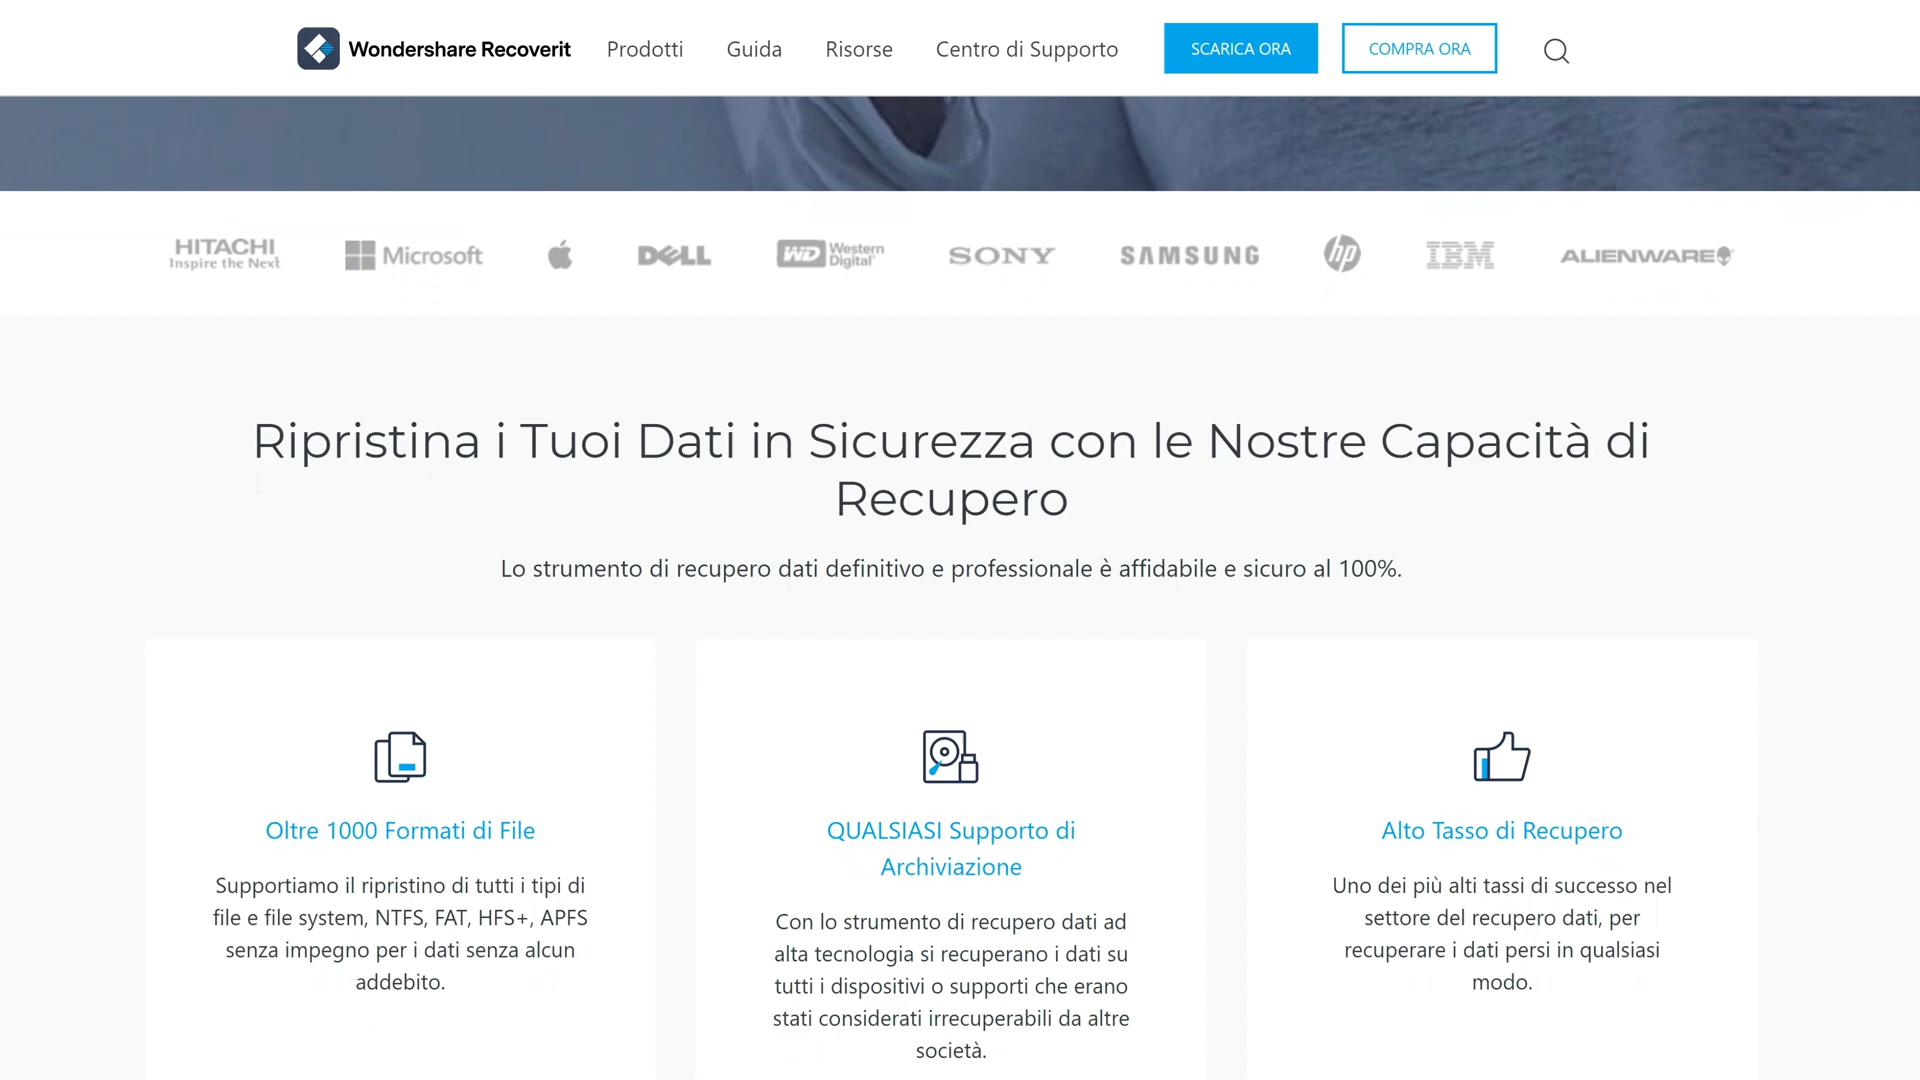 Wondershare Recoverit Prodotti Guida Risorse Centro di Supporto SCARICA ORA COMPRA ORA
HITACHI
Inspire the Next
Microsoft
DELL
WD Western Digital
SONY
SAMSUNG
hp
IBM
ALIENWARE
Ripristina i Tuoi Dati in Sicurezza con le Nostre Capacità di
Recupero
Lo strumento di recupero dati definitivo e professionale è affidabile e sicuro al 100%.
Oltre 1000 Formati di File
Supportiamo il ripristino di tutti i tipi di
file e file system, NTFS, FAT, HFS+, APFS
senza impegno per i dati senza alcun
addebito.
QUALSIASI Supporto di
Archiviazione
Con lo strumento di recupero dati ad
alta tecnologia si recuperano i dati su
tutti i dispositivi o supporti che erano
stati considerati irrecuperabili da altre
società.
Alto Tasso di Recupero
Uno dei più alti tassi di successo nel
settore del recupero dati, per
recuperare i dati persi in qualsiasi
modo.